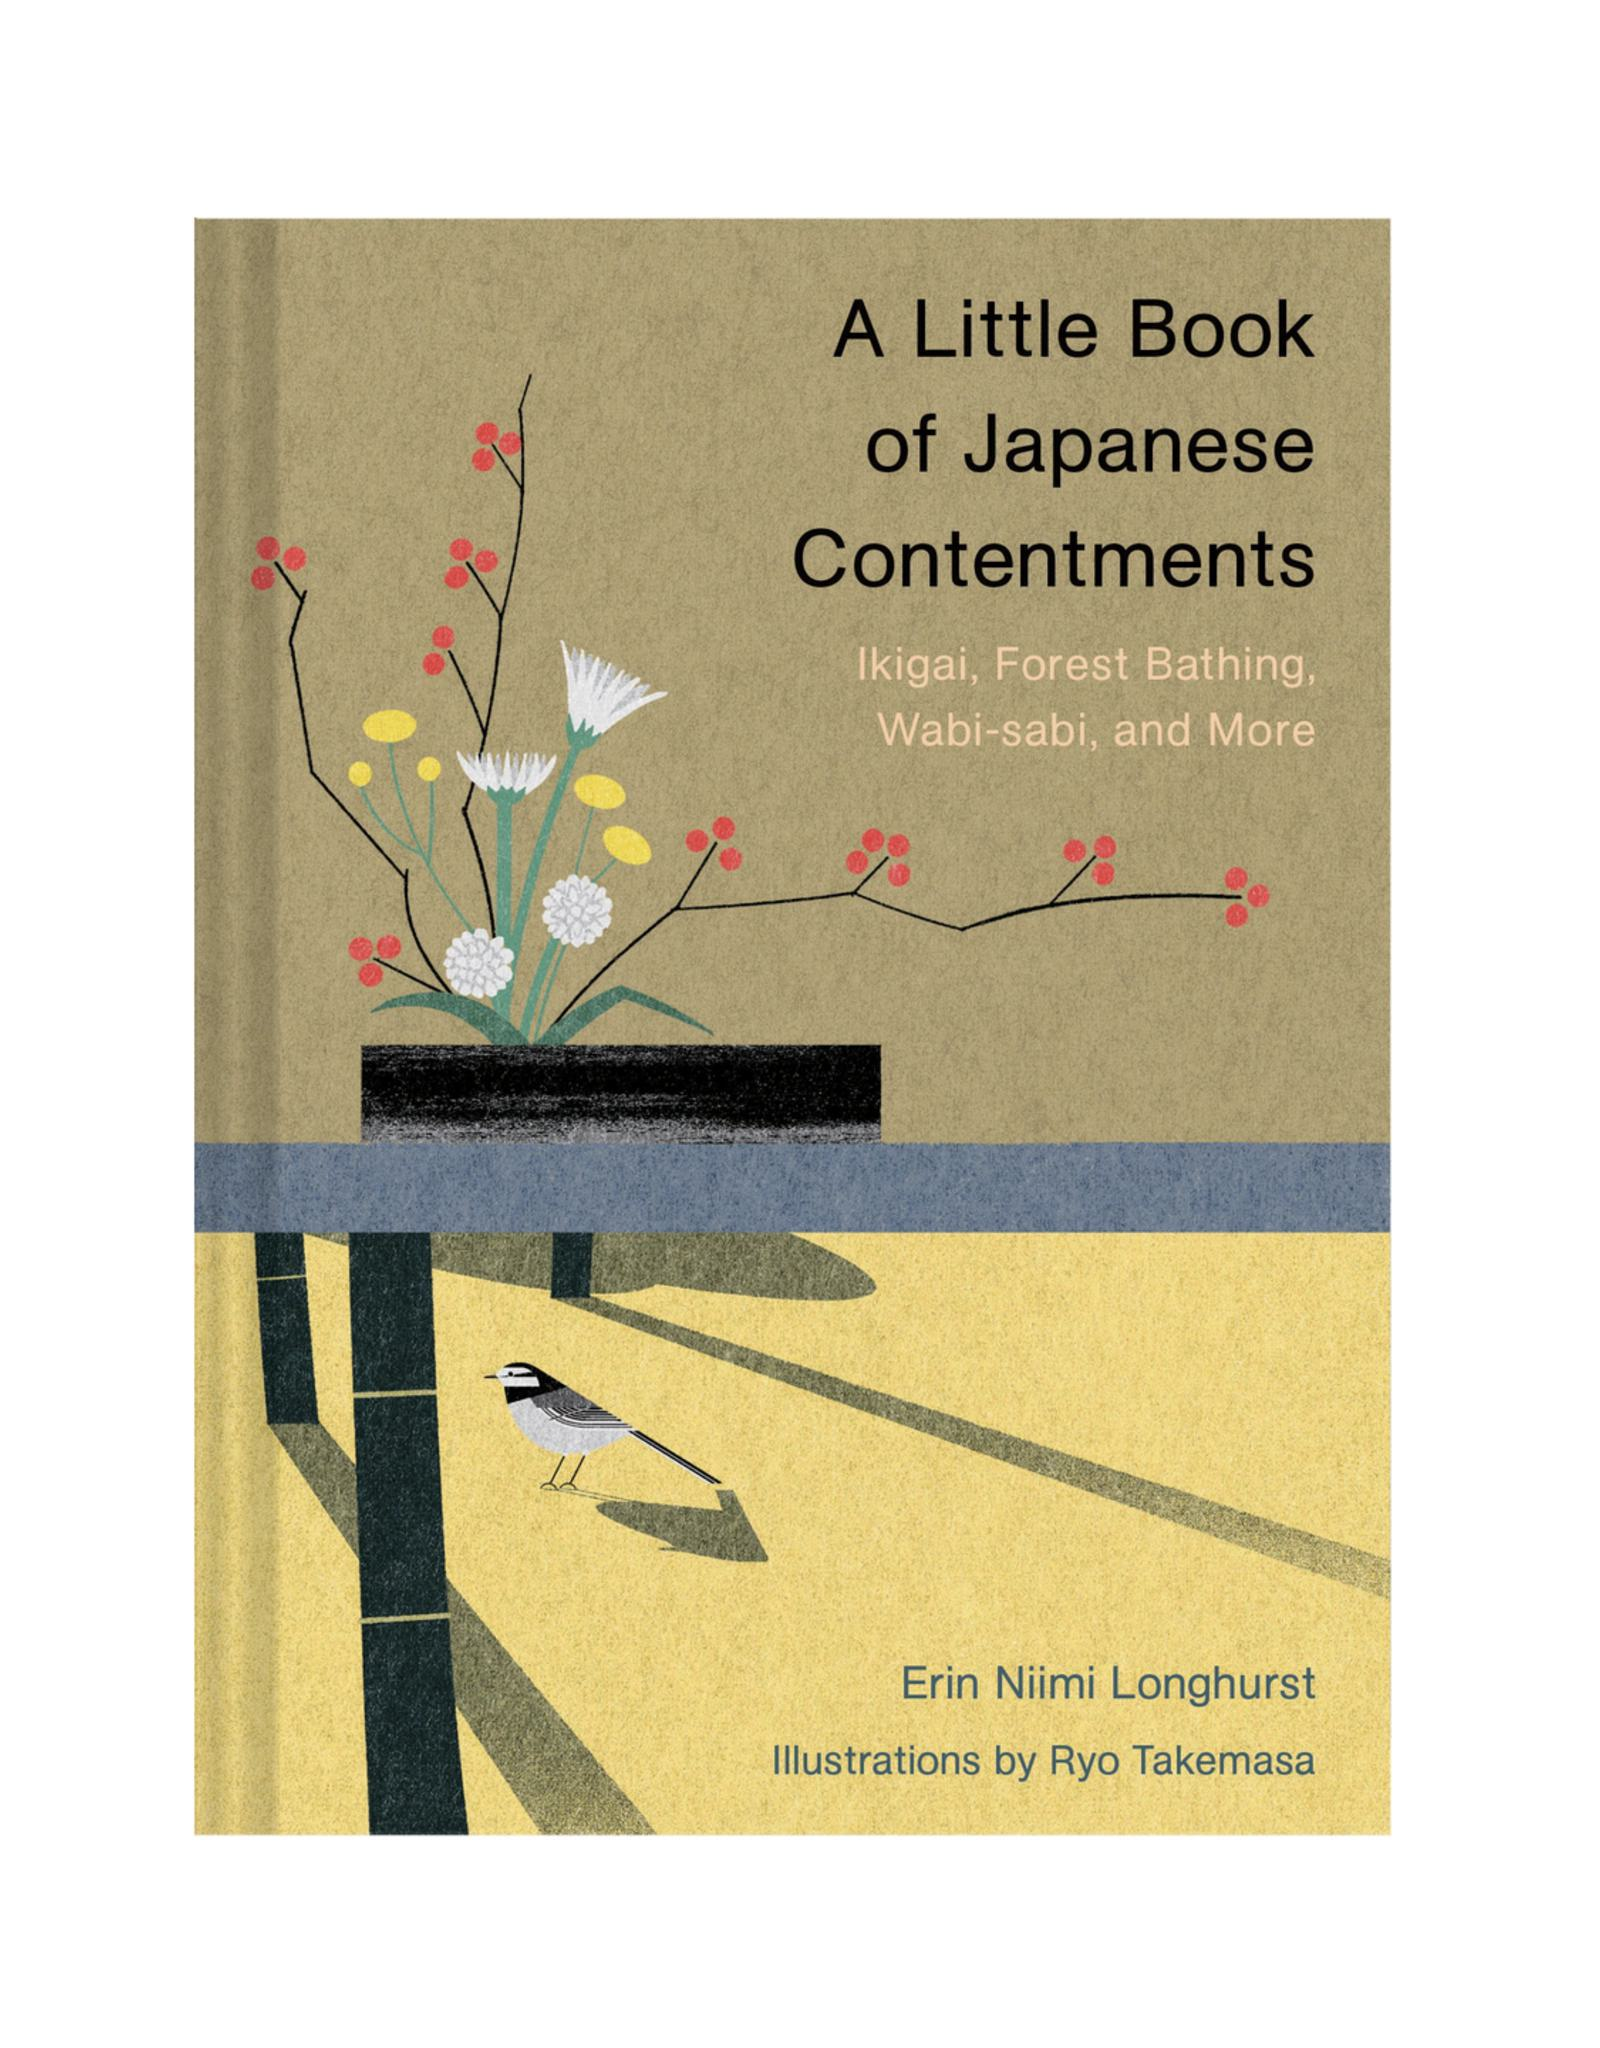 A Little Book
of Japanese
Contentments
Ikigai, Forest Bathing,
Wabi-sabi, and More
Erin Niimi Longhurst
Illustrations by Ryo Takemasa